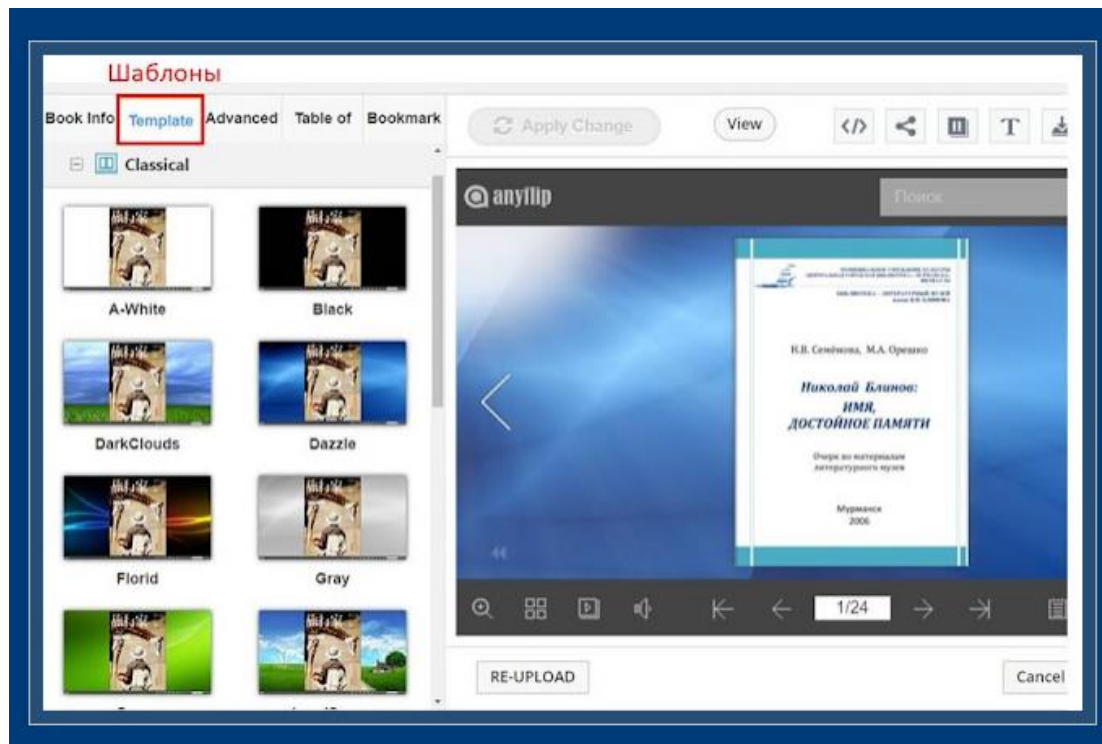 Шаблоны
Book Info Template Advanced Table of Bookmark
Classical
A-White Black
DarkClouds Dazzle
Florid Gray
Apply Change View </> T
anyflip Поиск
Н.В. Семёнова, М.А. Орешко
Николай Блинов:
ИМЯ,
ДОСТОЙНОЕ ПАМЯТИ
Очерк по материалам
литературного музея
Мурманск
2006
1/24
RE-UPLOAD Cancel